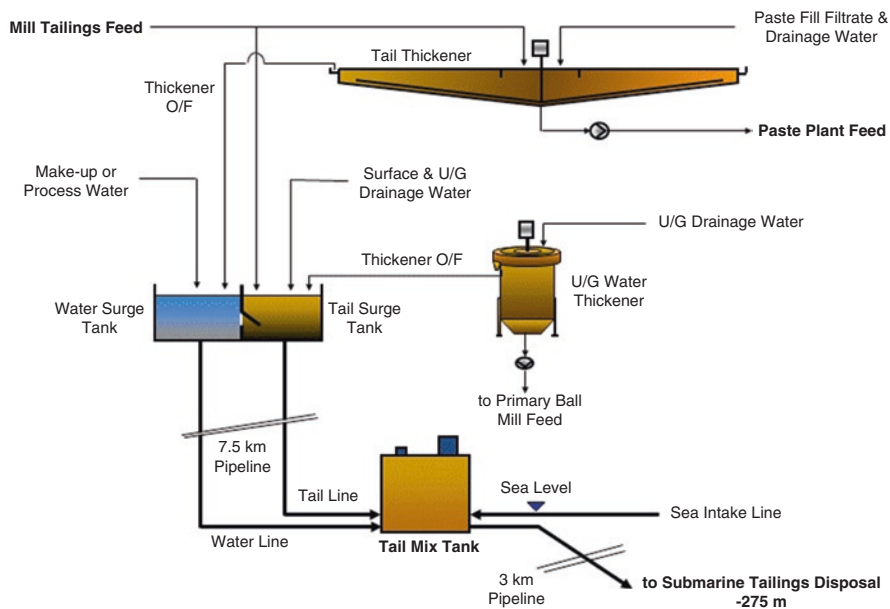 Mill Tailings Feed
Tail Thickener
Paste Fill Filtrate &
Drainage Water
Thickener
O/F
Paste Plant Feed
Make-up or
Process Water
Surface & U/G
Drainage Water
U/G Drainage Water
Thickener O/F
U/G Water
Thickener
Water Surge
Tank
Tail Surge
Tank
to Primary Ball
Mill Feed
7.5 km
Pipeline
Tail Line
Sea Level
Sea Intake Line
Water Line
Tail Mix Tank
3 km
Pipeline
to Submarine Tailings Disposal
-275 m